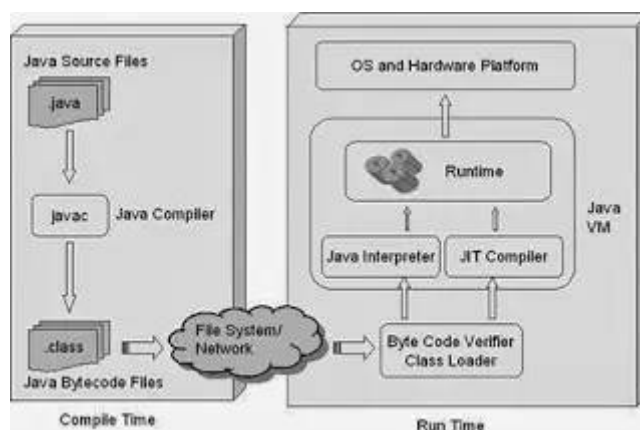 Java Source Files
.java
javac
Java Compiler
.class
Java Bytecode Files
Compile Time
File System/
Network
OS and Hardware Platform
Runtime
Java
VM
Java Interpreter
JIT Compiler
Byte Code Verifier
Class Loader
Run Time